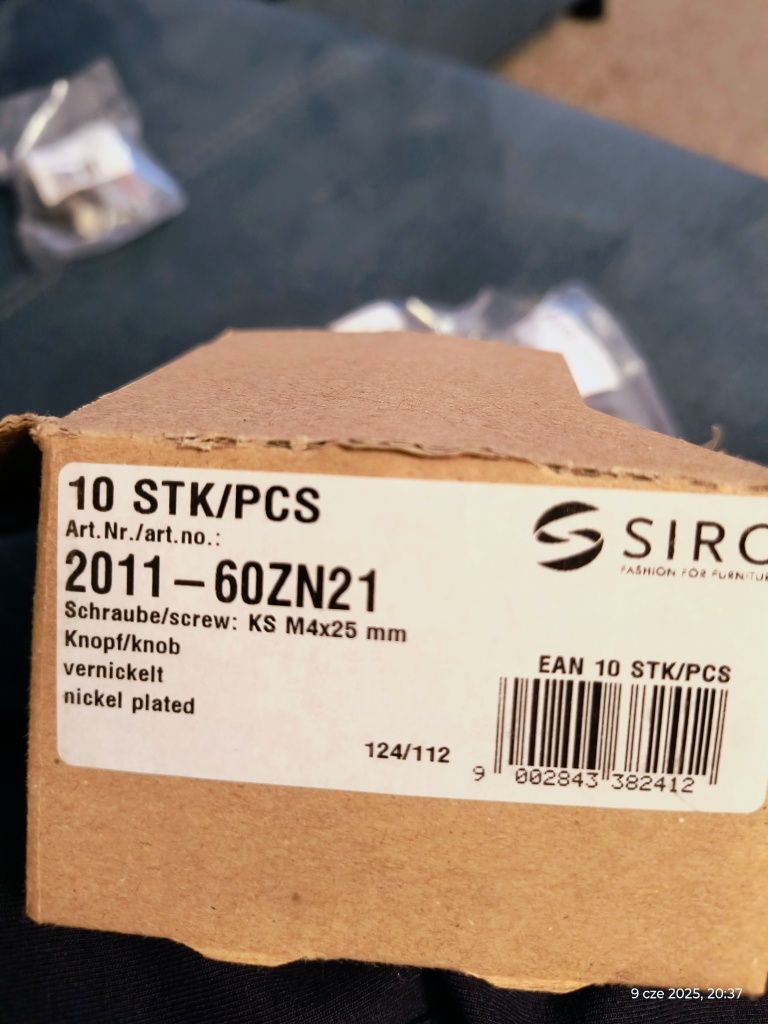 10 STK/PCS
Art.Nr./art.no.:
2011-60ZN21
Schraube/screw: KS M4x25 mm
Knopf/knob
vernickelt
nickel plated
124/112
SIRO
FASHION FOR FURNITUR
EAN 10 STK/PCS
9 002843 382412
9 cze 2025, 20:37